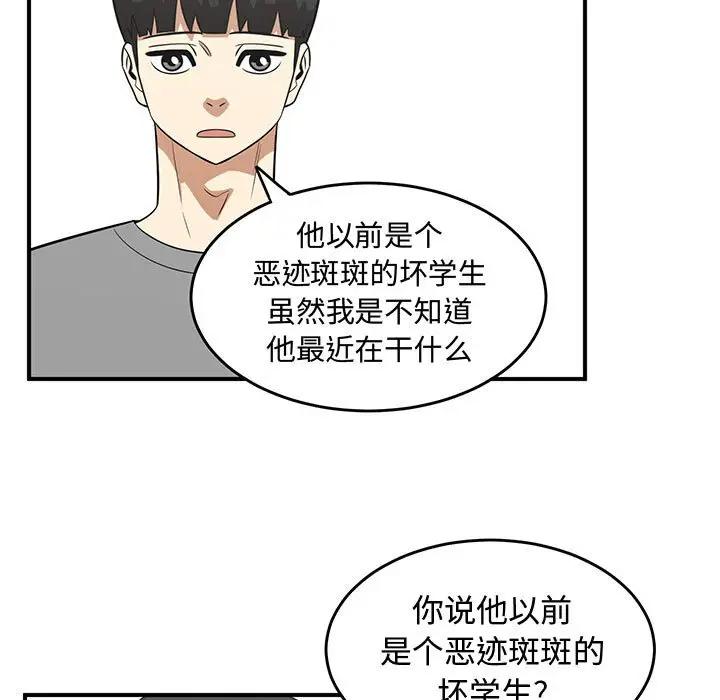 他以前是个
恶迹斑斑的坏学生
虽然我是不知道
他最近在干什么
你说他以前
是个恶迹斑斑的
坏学生?